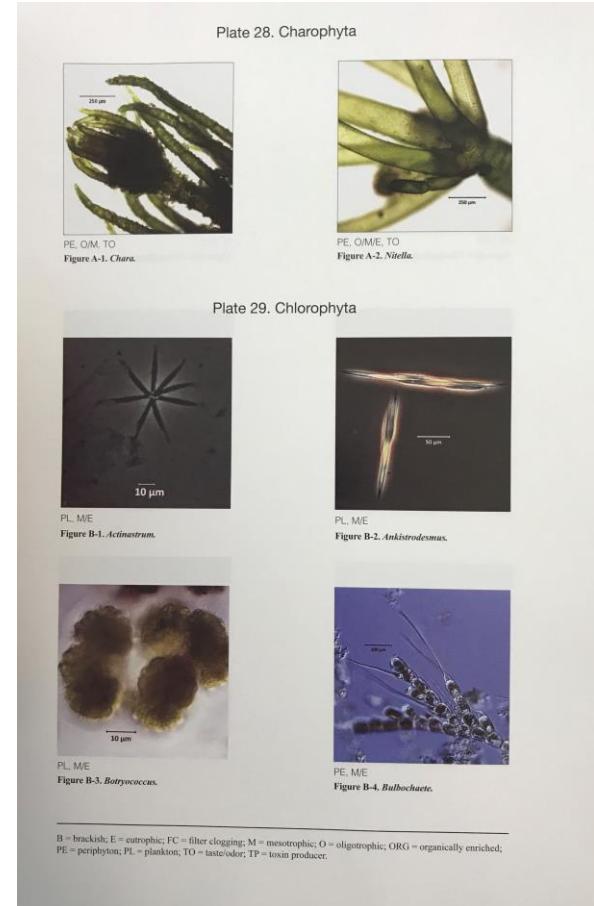 Plate 28. Charophyta
250 µm
250 µm
PE, O/M, TO
Figure A-1. Chara.
PE, O/M/E, TO
Figure A-2. Nitella.
Plate 29. Chlorophyta
10 µm
50 µm
PL, M/E
Figure B-1. Actinastrum.
PL, M/E
Figure B-2. Ankistrodesmus.
10 µm
PL, M/E
Figure B-3. Botryococcus.
PE, M/E
Figure B-4. Bulbochaete.
B = brackish; E = eutrophic; FC = filter clogging; M = mesotrophic; O = oligotrophic; ORG = organically enriched;
PE = periphyton; PL = plankton; TO = taste/odor; TP = toxin producer.